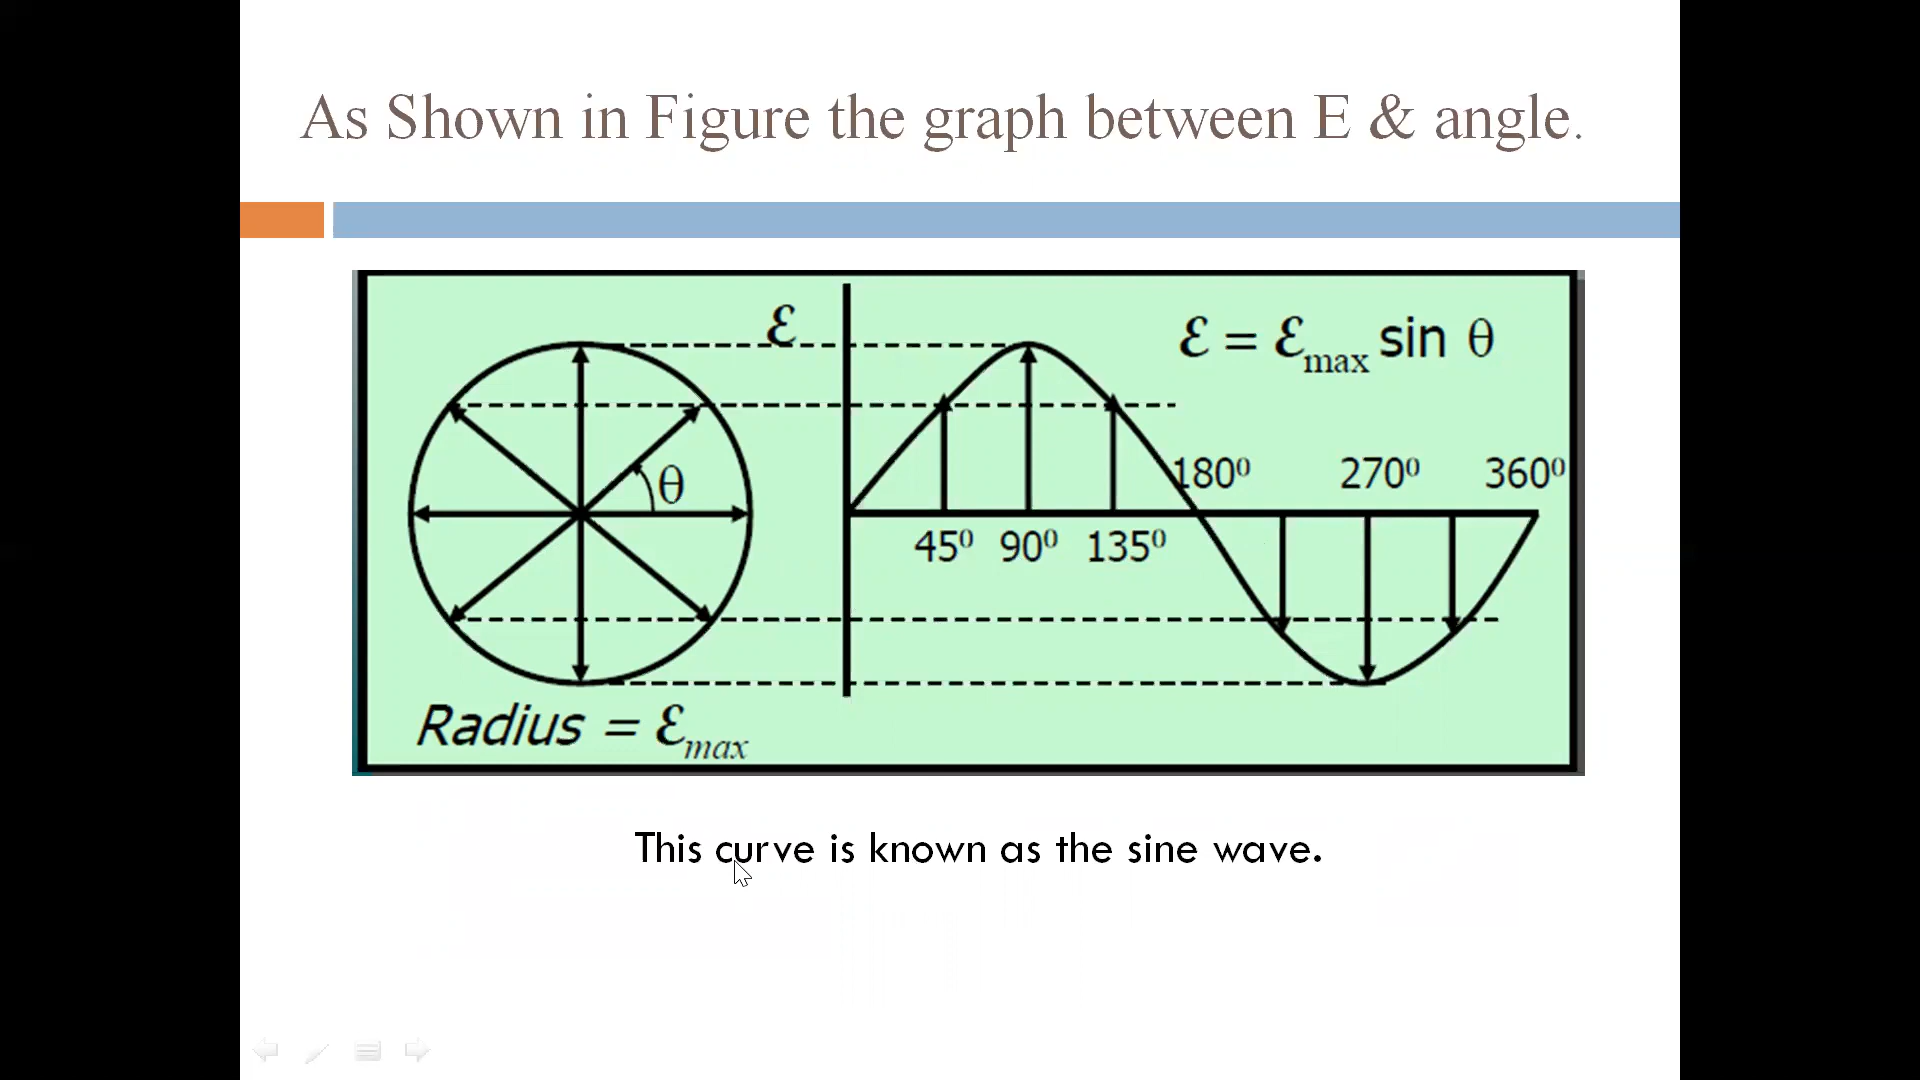 As Shown in Figure the graph between E & angle.
ℰ
ℰ = ℰmax sin θ
θ
180⁰ 270⁰ 360⁰
45⁰ 90⁰ 135⁰
Radius = ℰmax
This curve is known as the sine wave.